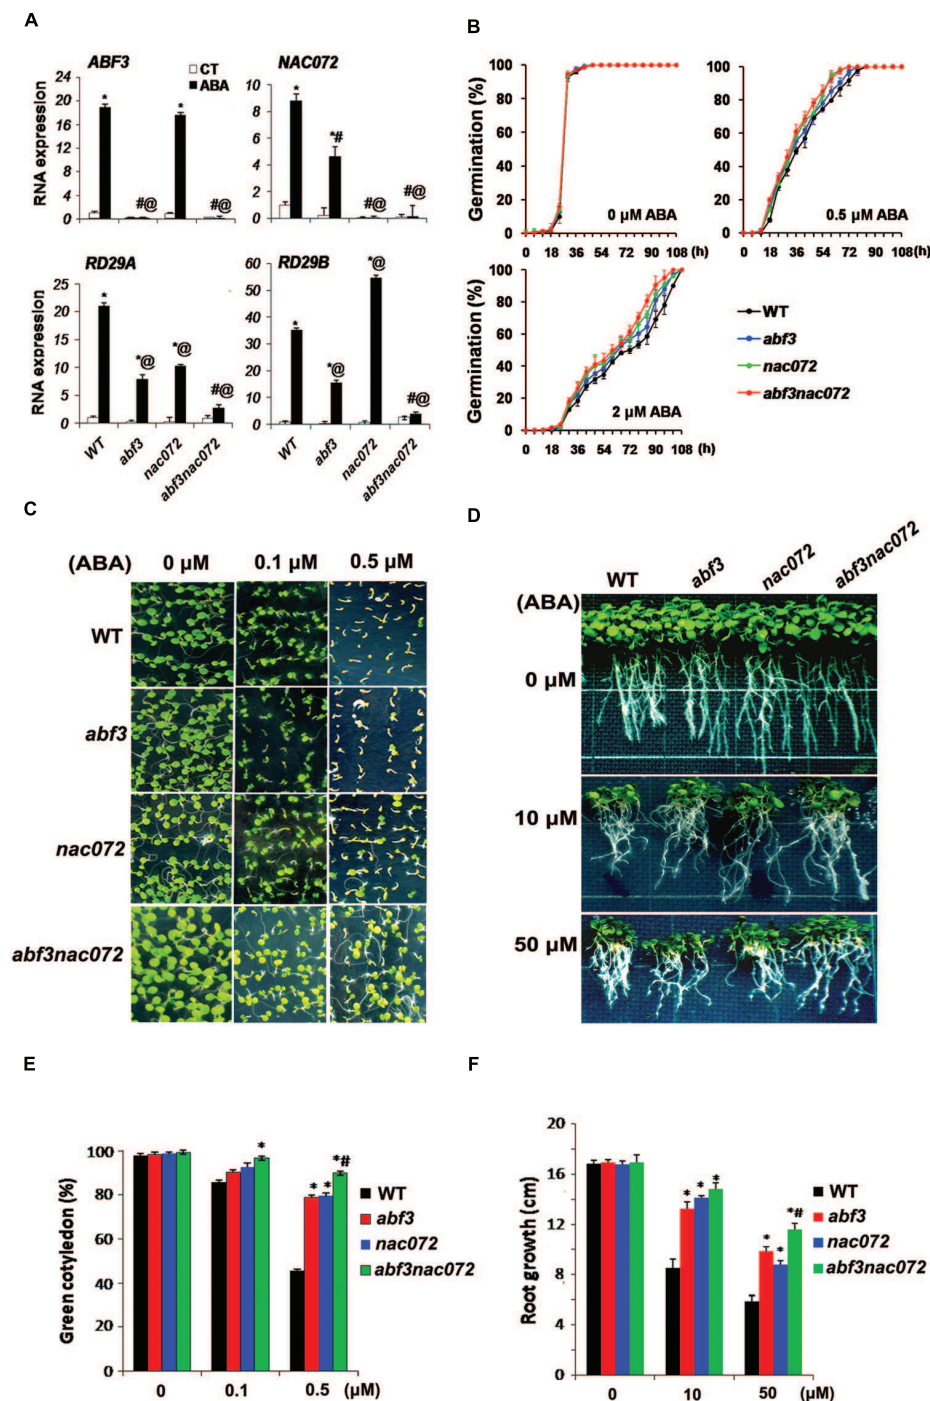 A
ABF3
CT
ABA
NAC072
RNA expression
24
20
16
12
8
4
0
*
#@
*
#@
10
8
6
4
2
0
*
*#
#@
#@
RD29A
RD29B
RNA expression
25
20
15
10
5
0
*
*@
*@
#@
60
50
40
30
20
10
0
*
*@
*@
#@
WT
abf3
nac072
abf3nac072
WT
abf3
nac072
abf3nac072
B
Germination (%)
100
80
60
40
20
0
0 µM ABA
0 18 36 54 72 90 108 (h)
Germination (%)
100
80
60
40
20
0
0.5 µM ABA
0 18 36 54 72 90 108 (h)
Germination (%)
100
80
60
40
20
0
2 µM ABA
0 18 36 54 72 90 108 (h)
WT
abf3
nac072
abf3nac072
C
(ABA) 0 µM 0.1 µM 0.5 µM
WT
abf3
nac072
abf3nac072
D
WT abf3 nac072 abf3nac072
(ABA)
0 µM
10 µM
50 µM
E
Green cotyledon (%)
100
80
60
40
20
0
*
* * *#
0 0.1 0.5 (µM)
WT
abf3
nac072
abf3nac072
F
Root growth (cm)
20
16
12
8
4
0
* * *
* * *#
0 10 50 (µM)
WT
abf3
nac072
abf3nac072